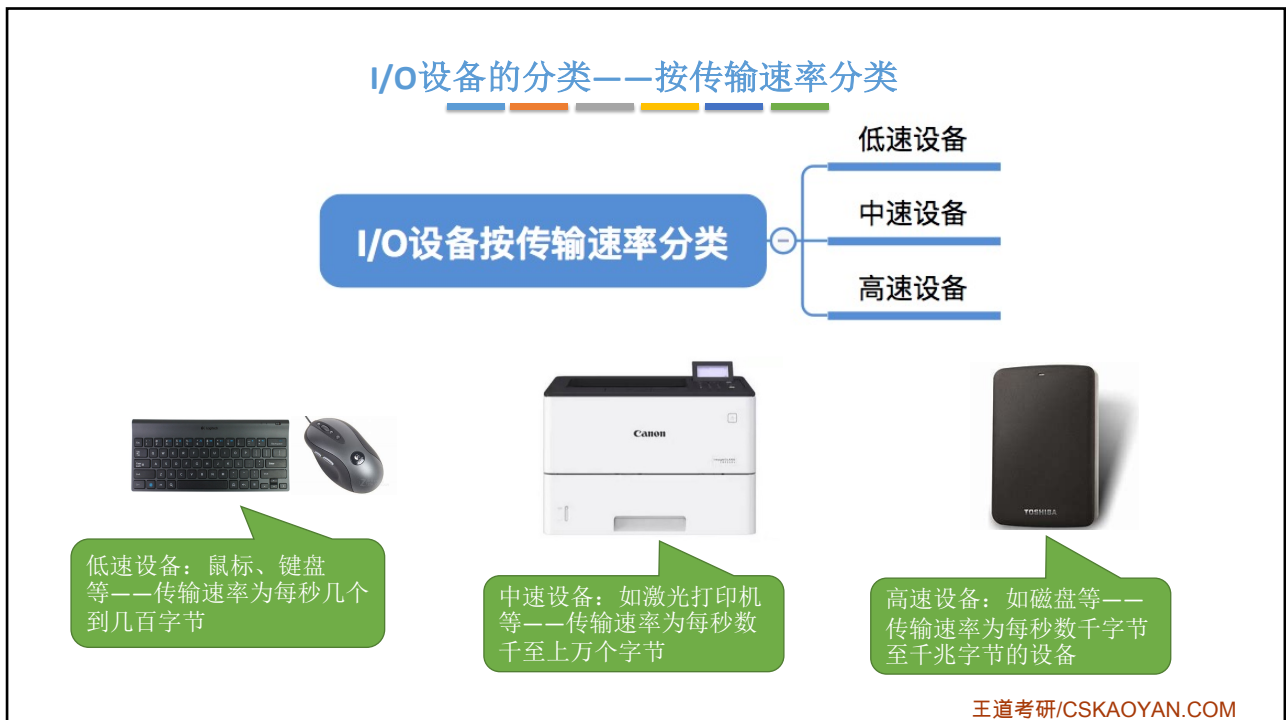 I/O设备的分类——按传输速率分类
I/O设备按传输速率分类
低速设备
中速设备
高速设备
Canon
TOSHIBA
低速设备：鼠标、键盘
等——传输速率为每秒几个
到几百字节
中速设备：如激光打印机
等——传输速率为每秒数
千至上万个字节
高速设备：如磁盘等——
传输速率为每秒数千字节
至千兆字节的设备
王道考研/CSKAOYAN.COM